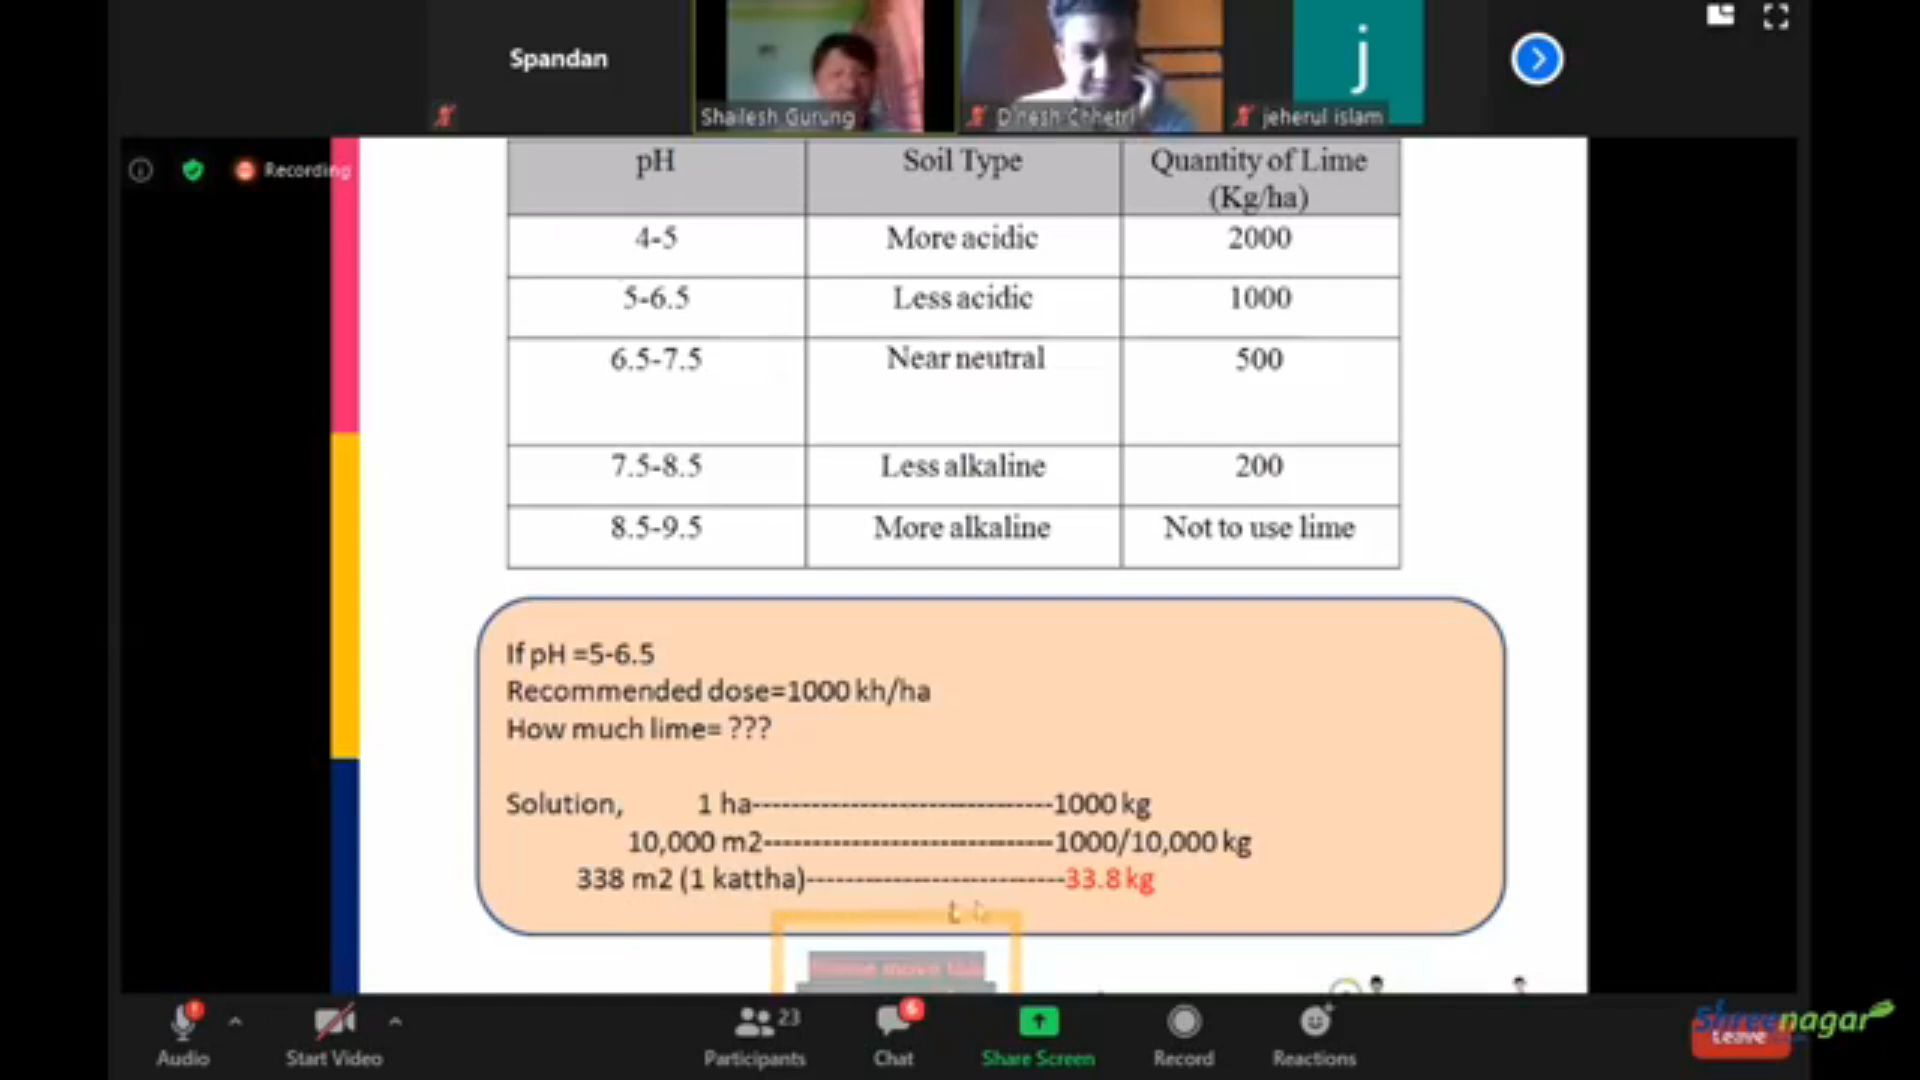 Spandan
Shailesh Gurung
Dinesh Chhetri
j
jeherul islam
Recording
pH Soil Type Quantity of Lime (Kg/ha)
4-5 More acidic 2000
5-6.5 Less acidic 1000
6.5-7.5 Near neutral 500
7.5-8.5 Less alkaline 200
8.5-9.5 More alkaline Not to use lime
If pH =5-6.5
Recommended dose=1000 kh/ha
How much lime= ???
Solution, 1 ha------------------------------1000 kg
10,000 m2-----------------------------1000/10,000 kg
338 m2 (1 kattha)--------------------------33.8 kg
Audio
Start Video
23
Participants
6
Chat
Share Screen
Record
Reactions
Shreenagar
Leave